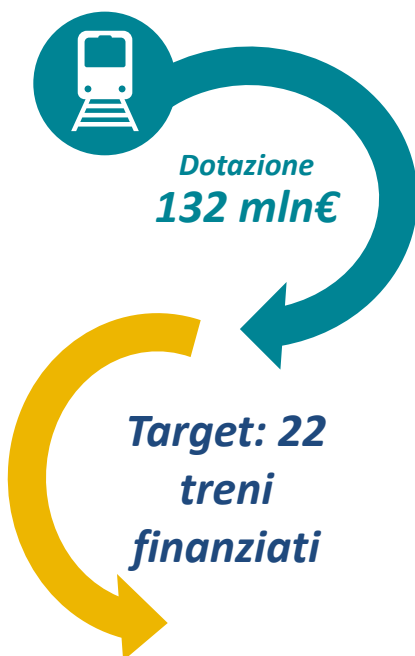 Dotazione
132 mln€
Target: 22
treni
finanziati